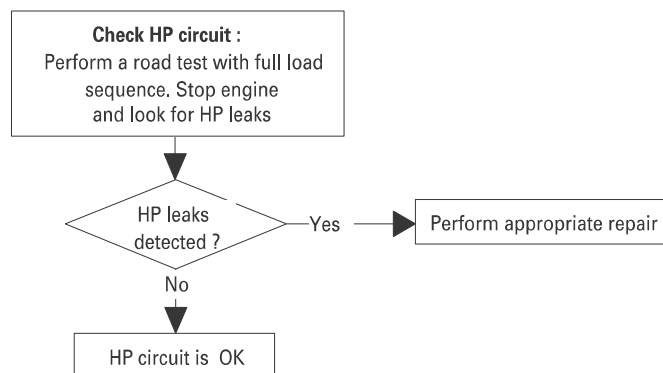 Check HP circuit :
Perform a road test with full load
sequence. Stop engine
and look for HP leaks
HP leaks
detected ?
Yes
Perform appropriate repair
No
HP circuit is OK